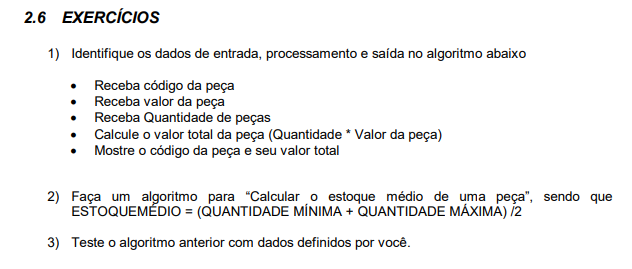 2.6 EXERCÍCIOS
1) Identifique os dados de entrada, processamento e saída no algoritmo abaixo
• Receba código da peça
• Receba valor da peça
• Receba Quantidade de peças
• Calcule o valor total da peça (Quantidade * Valor da peça)
• Mostre o código da peça e seu valor total
2) Faça um algoritmo para “Calcular o estoque médio de uma peça”, sendo que
ESTOQUEMÉDIO = (QUANTIDADE MÍNIMA + QUANTIDADE MÁXIMA) /2
3) Teste o algoritmo anterior com dados definidos por você.